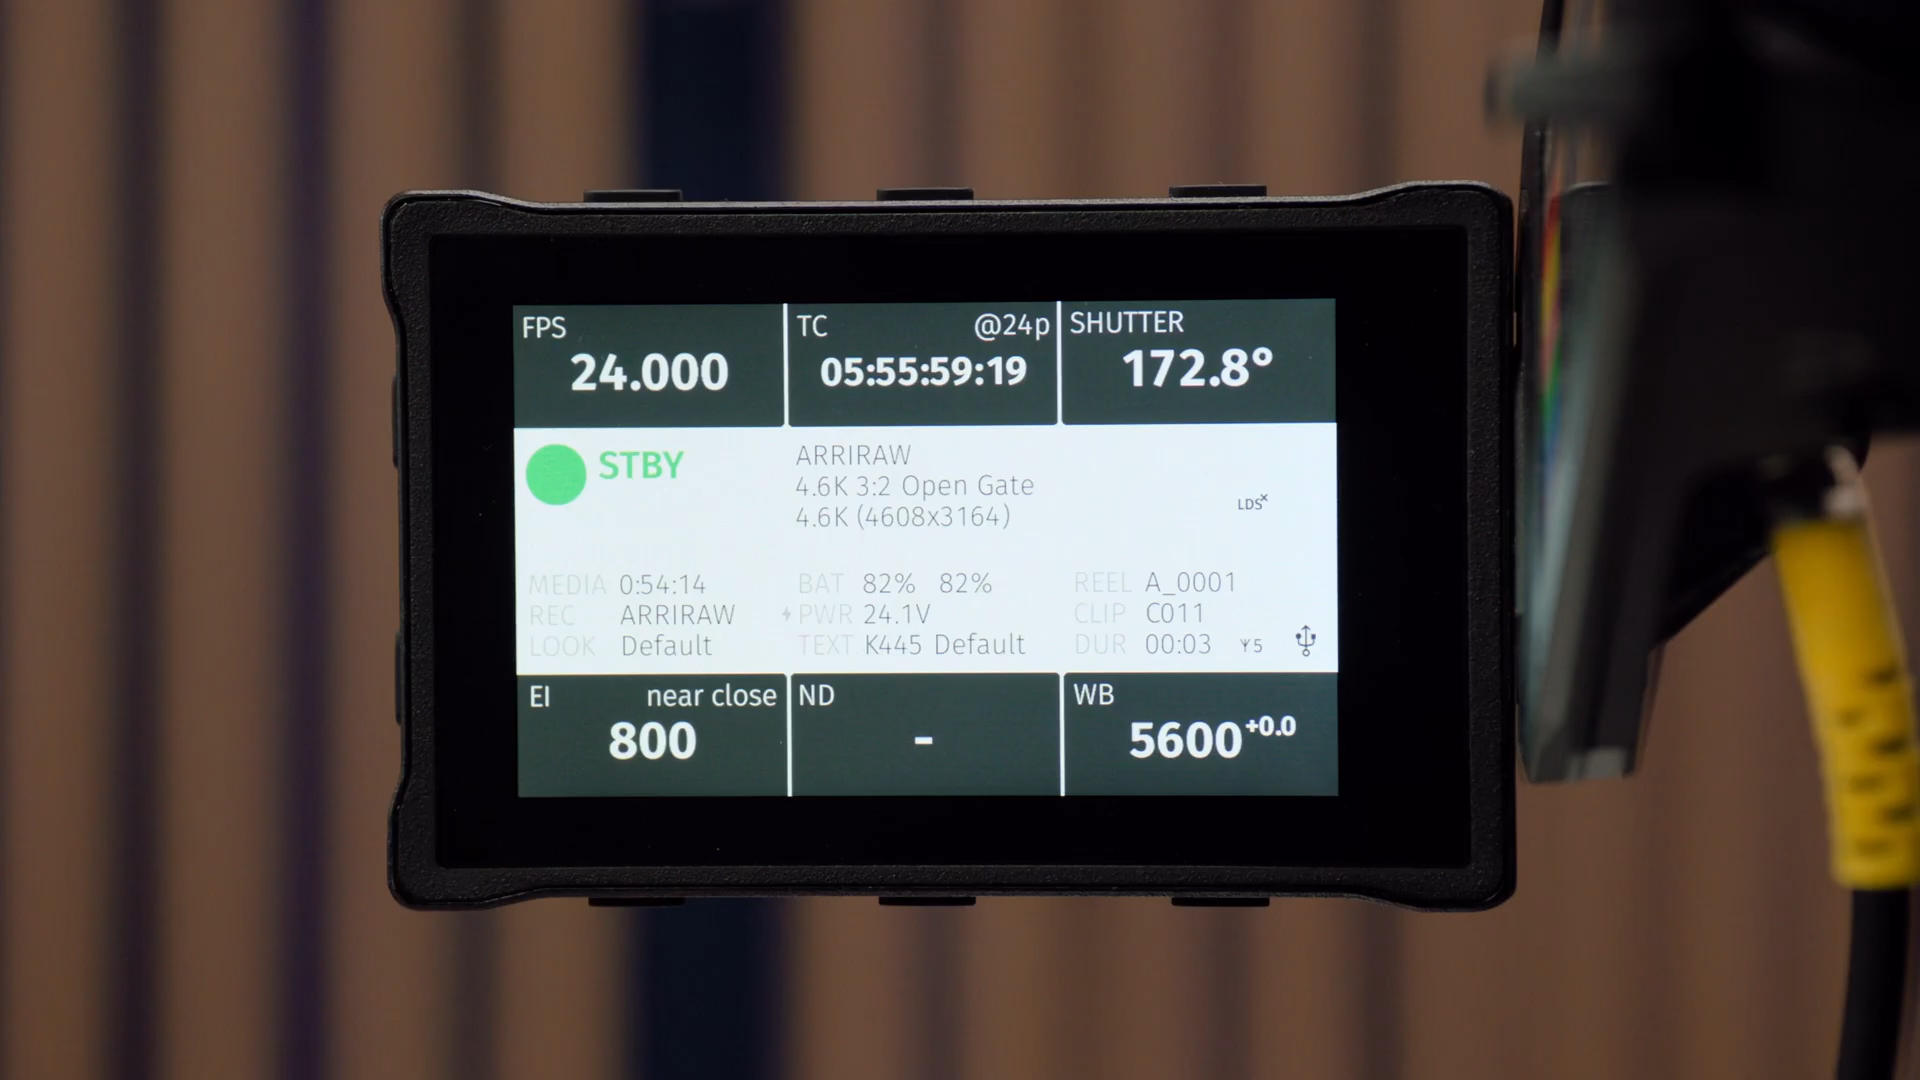 FPS
24.000
TC @24p
05:55:59:19
SHUTTER
172.8°
STBY
ARRIRAW
4.6K 3:2 Open Gate
4.6K (4608x3164)
LDS×
MEDIA 0:54:14
REC ARRIRAW
LOOK Default
BAT 82% 82%
PWR 24.1V
TEXT K445 Default
REEL A_0001
CLIP C011
DUR 00:03 5
EI near close
800
ND
-
WB
5600+0.0